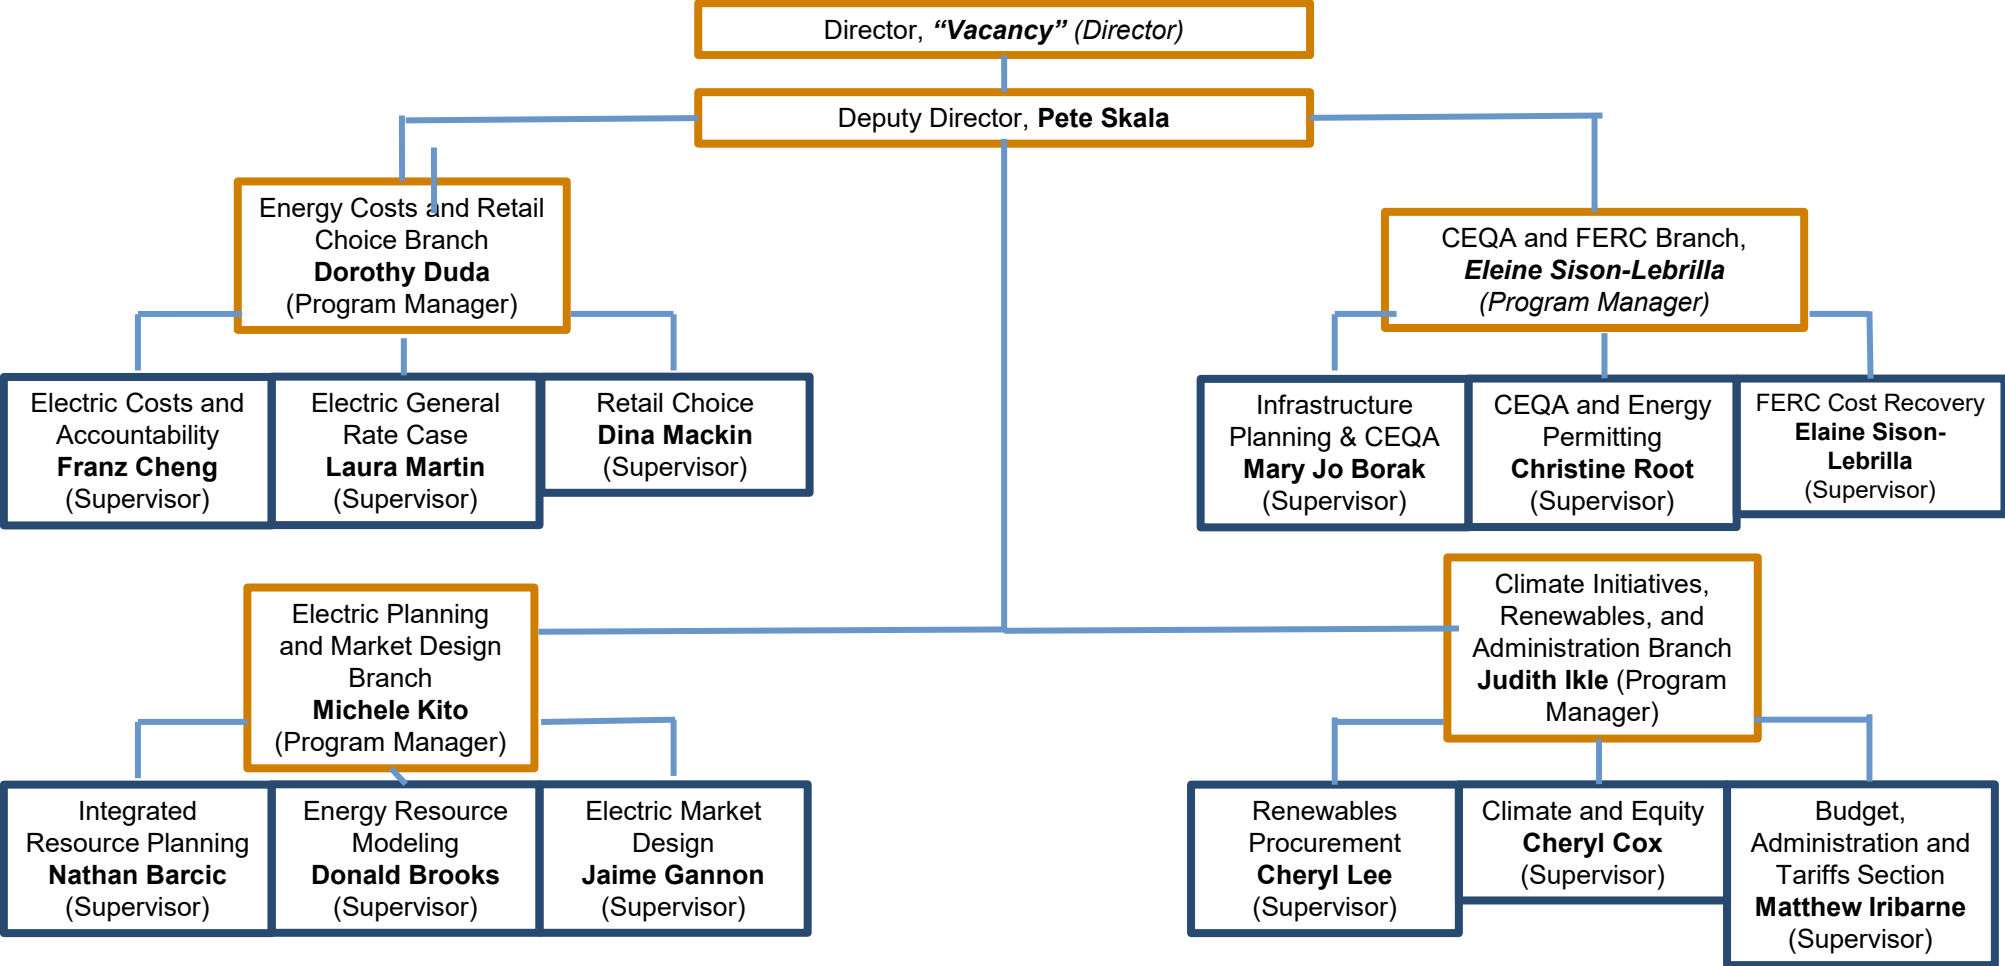 Director, “Vacancy” (Director)
Deputy Director, Pete Skala
Energy Costs and Retail
Choice Branch
Dorothy Duda
(Program Manager)
CEQA and FERC Branch,
Eleine Sison-Lebrilla
(Program Manager)
Electric Costs and
Accountability
Franz Cheng
(Supervisor)
Electric General
Rate Case
Laura Martin
(Supervisor)
Retail Choice
Dina Mackin
(Supervisor)
Infrastructure
Planning & CEQA
Mary Jo Borak
(Supervisor)
CEQA and Energy
Permitting
Christine Root
(Supervisor)
FERC Cost Recovery
Elaine Sison-
Lebrilla
(Supervisor)
Electric Planning
and Market Design
Branch
Michele Kito
(Program Manager)
Climate Initiatives,
Renewables, and
Administration Branch
Judith Ikle (Program
Manager)
Integrated
Resource Planning
Nathan Barcic
(Supervisor)
Energy Resource
Modeling
Donald Brooks
(Supervisor)
Electric Market
Design
Jaime Gannon
(Supervisor)
Renewables
Procurement
Cheryl Lee
(Supervisor)
Climate and Equity
Cheryl Cox
(Supervisor)
Budget,
Administration and
Tariffs Section
Matthew Iribarne
(Supervisor)